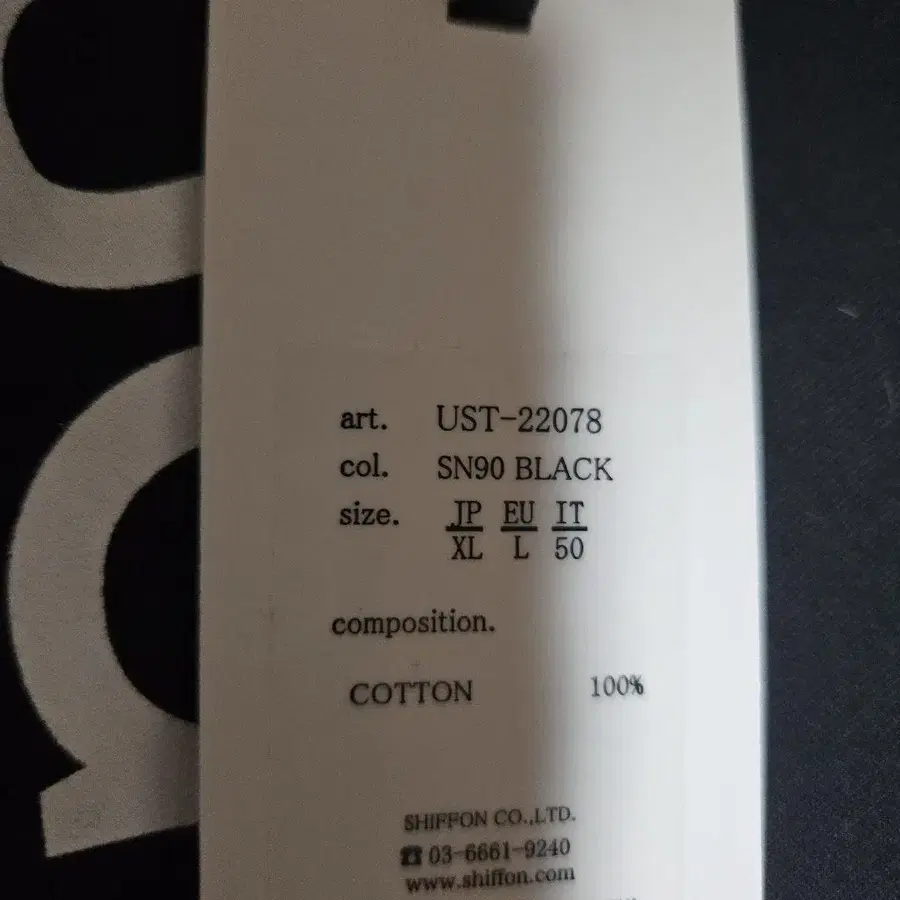 art. UST-22078
col. SN90 BLACK
size. JP EU IT
XL L 50
composition.
COTTON 100%
SHIFFON CO.,LTD.
☎ 03-6661-9240
www.shiffon.com